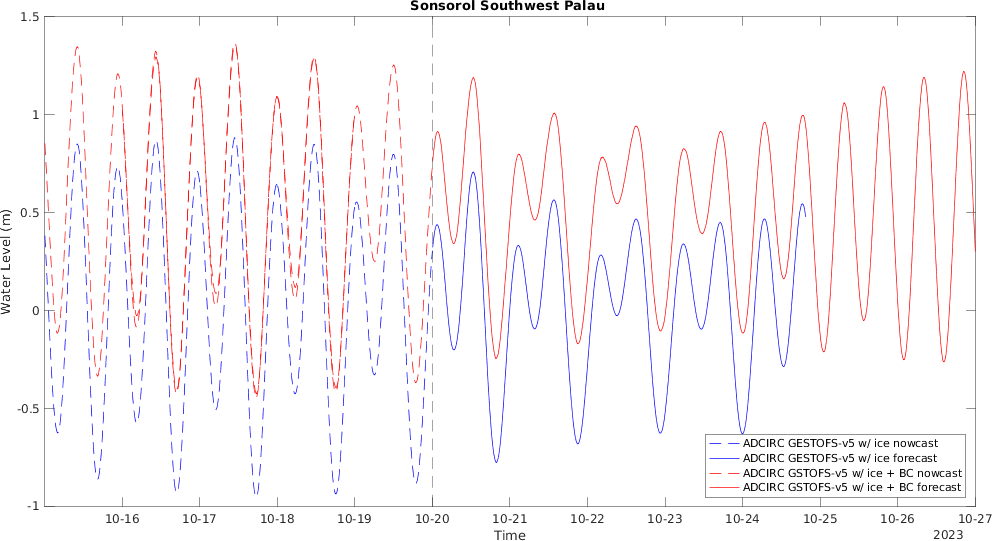 Sonsorol Southwest Palau
Water Level (m)
1.5
1
0.5
0
-0.5
-1
10-16
10-17
10-18
10-19
10-20
10-21
10-22
10-23
10-24
10-25
10-26
10-27
Time
2023
ADCIRC GESTOFS-v5 w/ ice nowcast
ADCIRC GESTOFS-v5 w/ ice forecast
ADCIRC GSTOFS-v5 w/ ice + BC nowcast
ADCIRC GSTOFS-v5 w/ ice + BC forecast